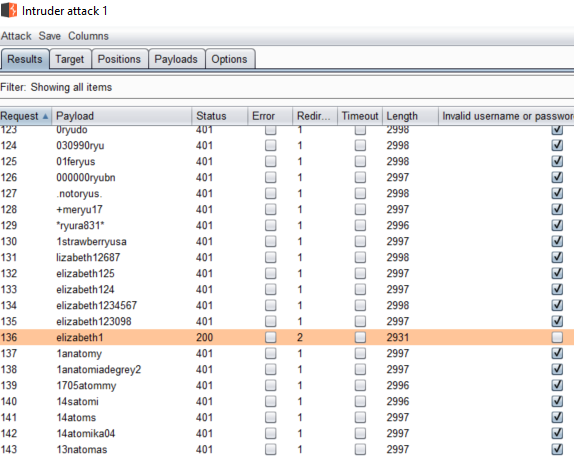 Intruder attack 1
Attack Save Columns
Results Target Positions Payloads Options
Filter: Showing all items
Request Payload Status Error Redir... Timeout Length Invalid username or password
123 0ryudo 401 1 2998
124 030990ryu 401 1 2998
125 01feryus 401 1 2998
126 000000ryubn 401 1 2997
127 .notoryus. 401 1 2998
128 +meryu17 401 1 2997
129 *ryura831* 401 1 2996
130 1strawberryusa 401 1 2997
131 lizabeth12687 401 1 2998
132 elizabeth125 401 1 2997
133 elizabeth124 401 1 2997
134 elizabeth1234567 401 1 2998
135 elizabeth123098 401 1 2997
136 elizabeth1 200 2 2931
137 1anatomy 401 1 2997
138 1anatomiadegrey2 401 1 2997
139 1705atommy 401 1 2996
140 14satomi 401 1 2996
141 14atoms 401 1 2997
142 14atomika04 401 1 2997
143 13natomas 401 1 2997